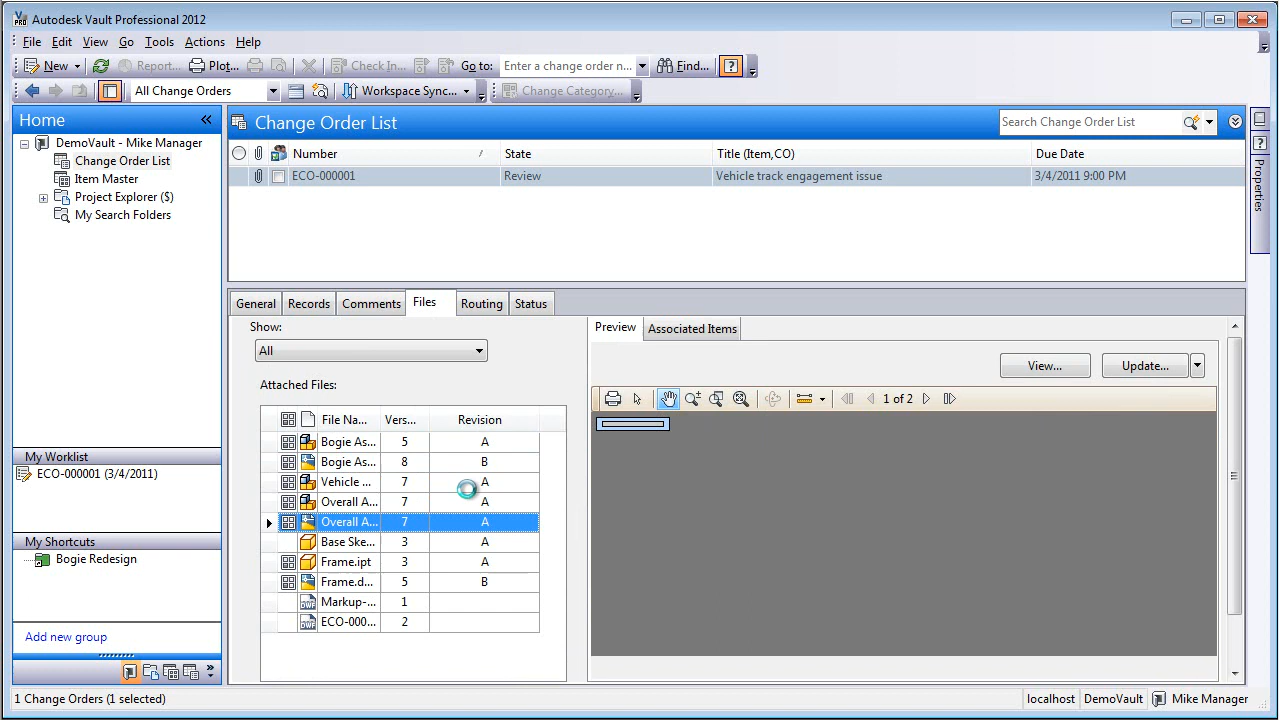 Autodesk Vault Professional 2012
File Edit View Go Tools Actions Help
New Report... Plot... Check In... Go to: Enter a change order n... Find...
All Change Orders Workspace Sync... Change Category...
Home
DemoVault - Mike Manager
Change Order List
Item Master
Project Explorer ($)
My Search Folders
My Worklist
ECO-000001 (3/4/2011)
My Shortcuts
Bogie Redesign
Add new group
Change Order List
Search Change Order List
Number State Title (Item,CO) Due Date
ECO-000001 Review Vehicle track engagement issue 3/4/2011 9:00 PM
General Records Comments Files Routing Status
Show:
All
Attached Files:
File Na... Vers... Revision
Bogie As... 5 A
Bogie As... 8 B
Vehicle ... 7 A
Overall A... 7 A
Overall A... 7 A
Base Ske... 3 A
Frame.ipt 3 A
Frame.d... 5 B
Markup-... 1
ECO-000... 2
Preview Associated Items
View... Update...
1 of 2
Properties
1 Change Orders (1 selected)
localhost DemoVault Mike Manager